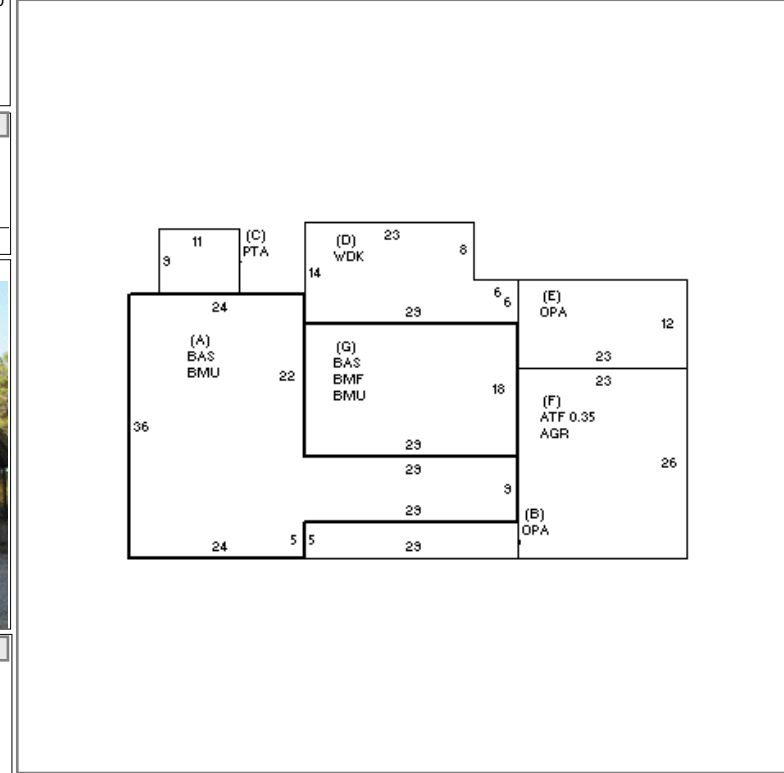 11
(C)
PTA
9
(D)
WDK
23
8
14
6
6
29
(E)
OPA
12
23
24
(A)
BAS
BMU
22
36
(G)
BAS
BMF
BMU
18
29
23
(F)
ATF 0.35
AGR
26
29
9
29
(B)
OPA
24
5
5
29